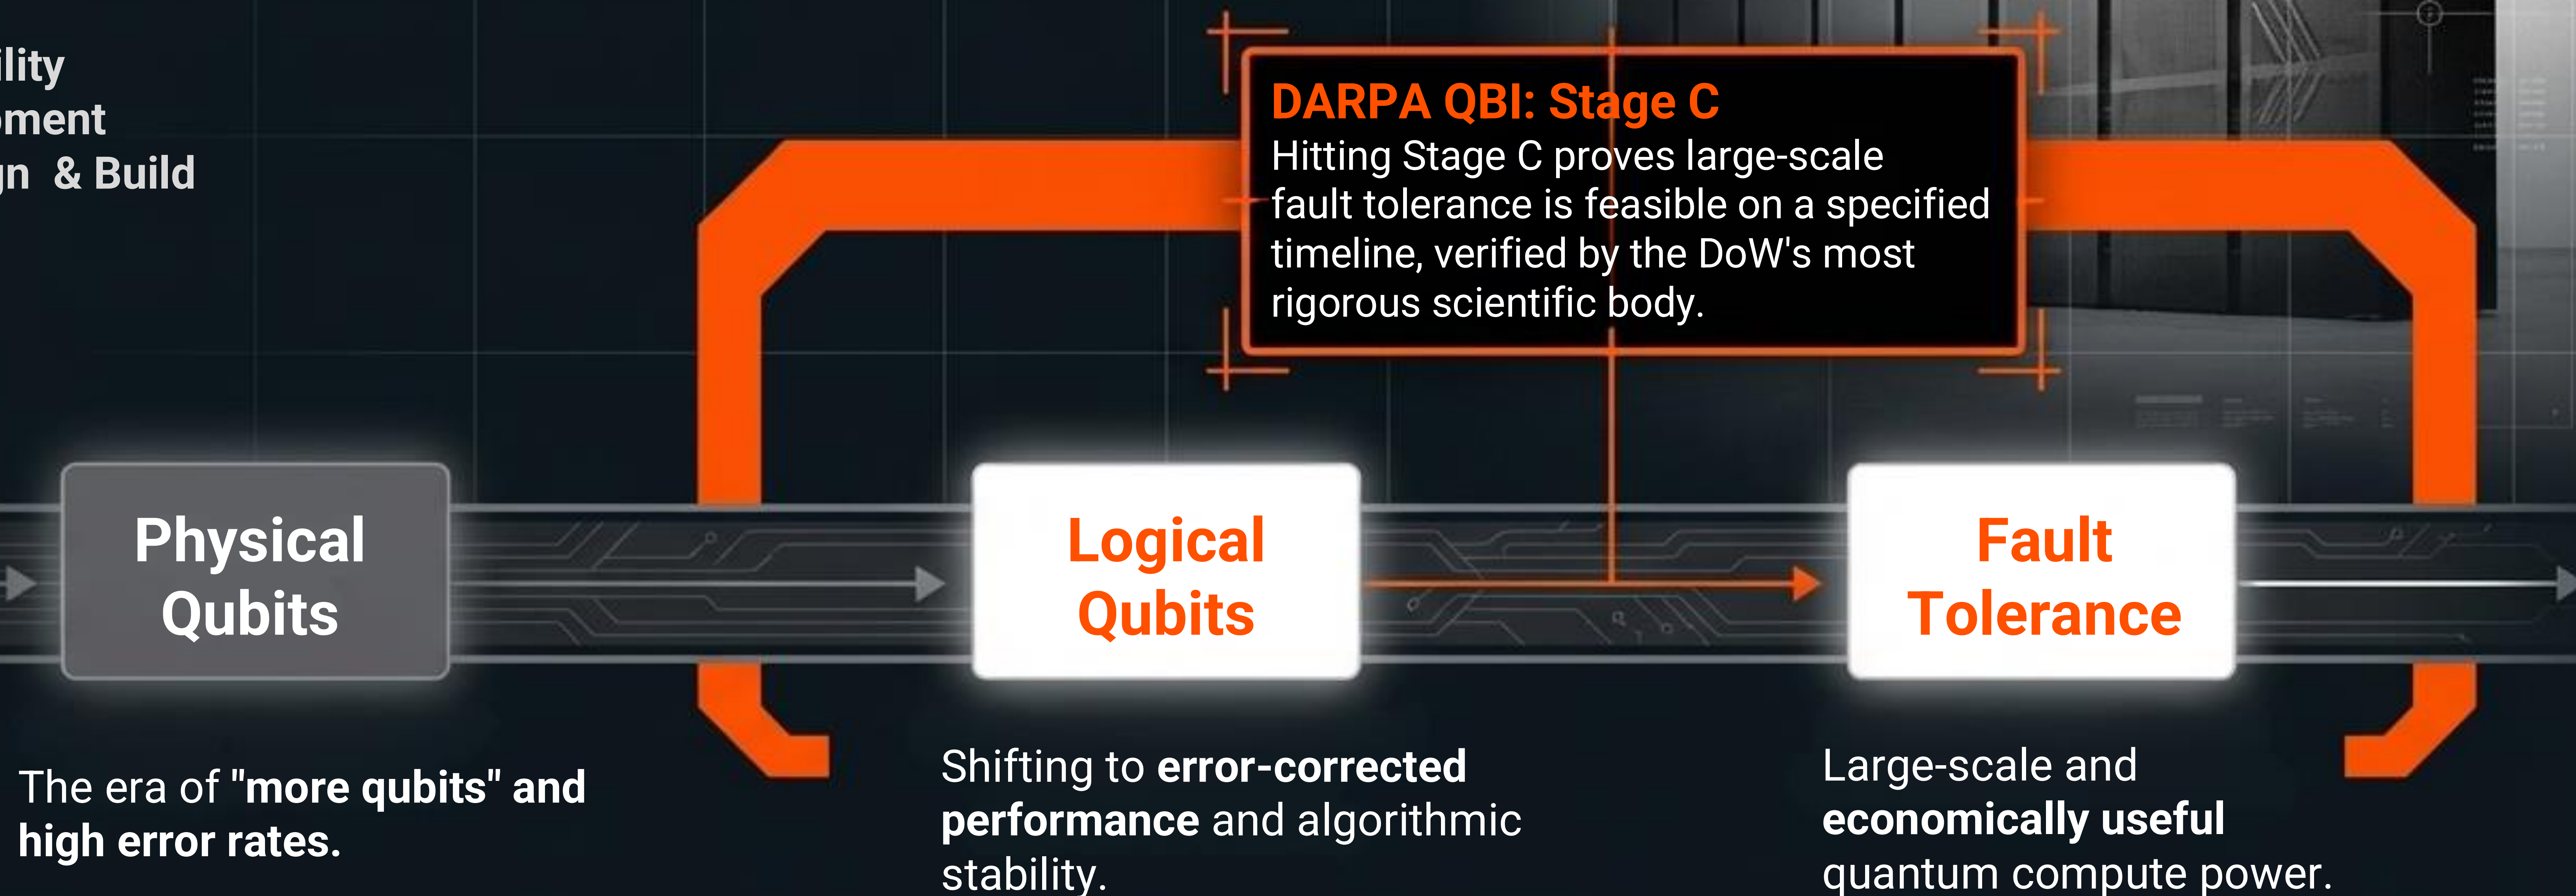 ility
oment
gn & Build
DARPA QBI: Stage C
Hitting Stage C proves large-scale
fault tolerance is feasible on a specified
timeline, verified by the DoW's most
rigorous scientific body.
Physical
Qubits
Logical
Qubits
Fault
Tolerance
The era of "more qubits" and
high error rates.
Shifting to error-corrected
performance and algorithmic
stability.
Large-scale and
economically useful
quantum compute power.